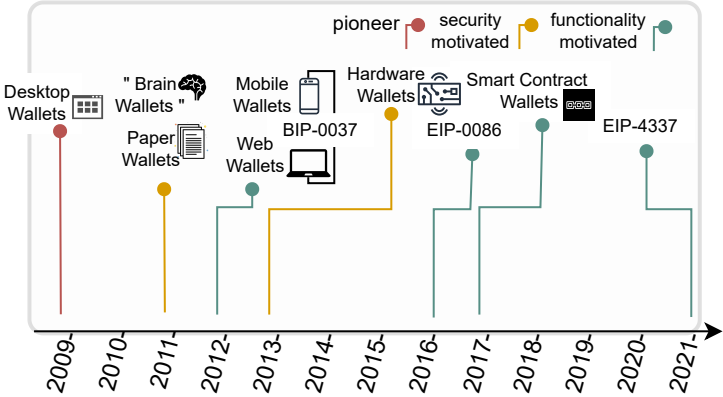 pioneer
security
motivated
functionality
motivated
Desktop
Wallets
" Brain
Wallets "
Paper
Wallets
Mobile
Wallets
BIP-0037
Web
Wallets
Hardware
Wallets
EIP-0086
Smart Contract
Wallets
EIP-4337
2009-
2010-
2011-
2012-
2013-
2014-
2015-
2016-
2017-
2018-
2019-
2020-
2021-